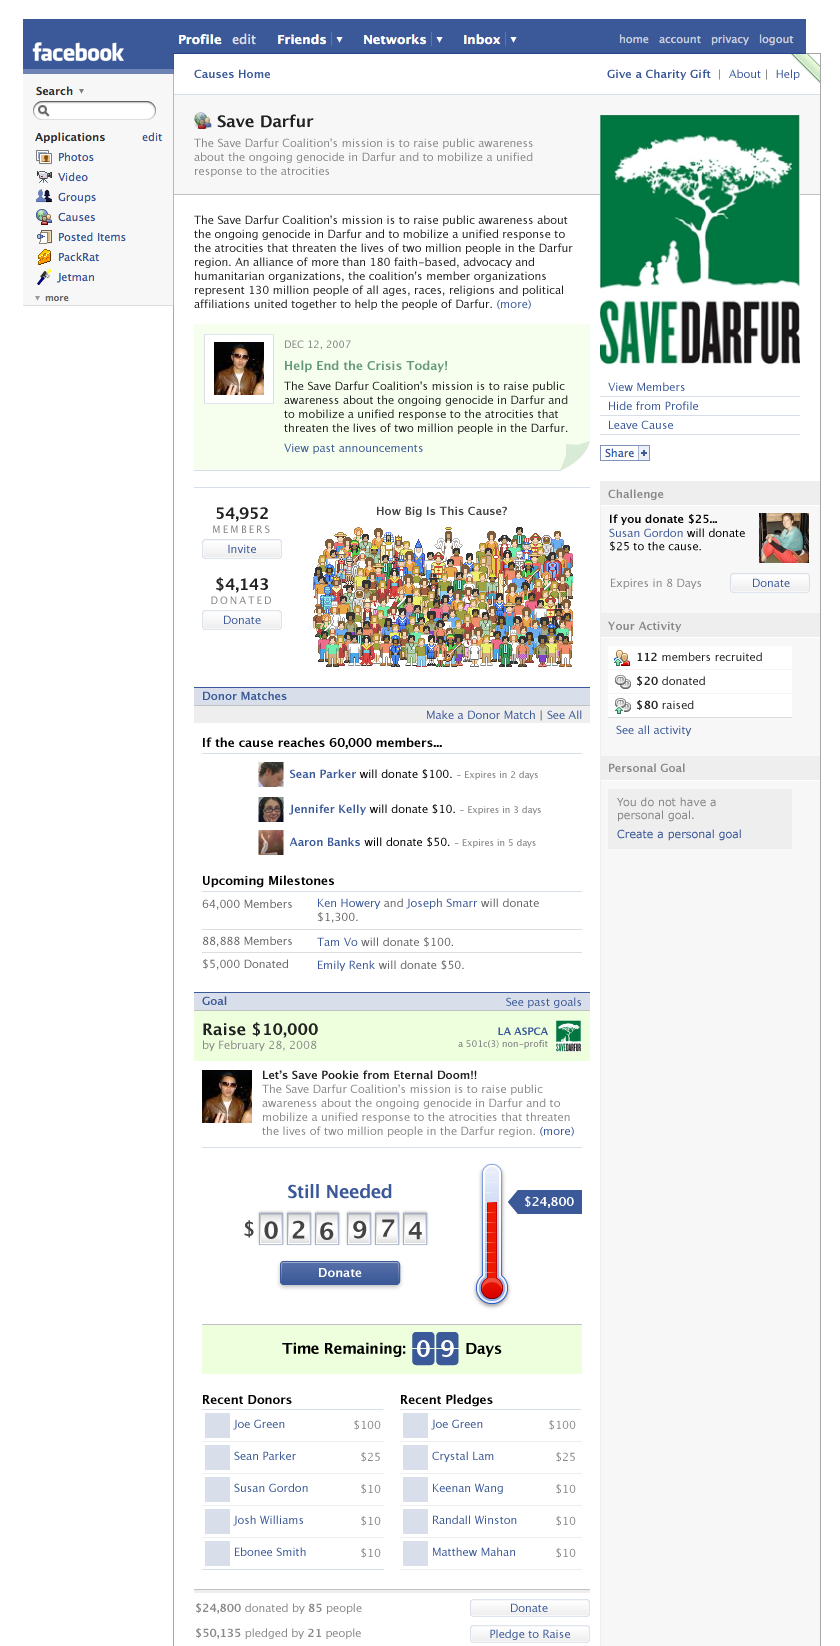 facebook
Profile edit Friends Networks Inbox home account privacy logout
Search
Applications edit
Photos
Video
Groups
Causes
Posted Items
PackRat
Jetman
more
Causes Home Give a Charity Gift | About | Help
Save Darfur
The Save Darfur Coalition's mission is to raise public awareness
about the ongoing genocide in Darfur and to mobilize a unified
response to the atrocities
The Save Darfur Coalition's mission is to raise public awareness about
the ongoing genocide in Darfur and to mobilize a unified response to
the atrocities that threaten the lives of two million people in the Darfur
region. An alliance of more than 180 faith-based, advocacy and
humanitarian organizations, the coalition's member organizations
represent 130 million people of all ages, races, religions and political
affiliations united together to help the people of Darfur. (more)
DEC 12, 2007
Help End the Crisis Today!
The Save Darfur Coalition's mission is to raise public
awareness about the ongoing genocide in Darfur and
to mobilize a unified response to the atrocities that
threaten the lives of two million people in the Darfur.
View past announcements
54,952
MEMBERS
Invite
$4,143
DONATED
Donate
How Big Is This Cause?
Donor Matches
Make a Donor Match | See All
If the cause reaches 60,000 members...
Sean Parker will donate $100. - Expires in 2 days
Jennifer Kelly will donate $10. - Expires in 3 days
Aaron Banks will donate $50. - Expires in 5 days
Upcoming Milestones
64,000 Members Ken Howery and Joseph Smarr will donate
$1,300.
88,888 Members Tam Vo will donate $100.
$5,000 Donated Emily Renk will donate $50.
Goal See past goals
Raise $10,000
by February 28, 2008
LA ASPCA
a 501c(3) non-profit
SAVEDARFUR
Let's Save Pookie from Eternal Doom!!
The Save Darfur Coalition's mission is to raise public
awareness about the ongoing genocide in Darfur and to
mobilize a unified response to the atrocities that threaten
the lives of two million people in the Darfur region. (more)
Still Needed
$ 026 974
Donate
$24,800
Time Remaining: 09 Days
Recent Donors
Joe Green $100
Sean Parker $25
Susan Gordon $10
Josh Williams $10
Ebonee Smith $10
Recent Pledges
Joe Green $100
Crystal Lam $25
Keenan Wang $10
Randall Winston $10
Matthew Mahan $10
$24,800 donated by 85 people Donate
$50,135 pledged by 21 people Pledge to Raise
SAVEDARFUR
View Members
Hide from Profile
Leave Cause
Share +
Challenge
If you donate $25...
Susan Gordon will donate
$25 to the cause.
Expires in 8 Days Donate
Your Activity
112 members recruited
$20 donated
$80 raised
See all activity
Personal Goal
You do not have a
personal goal.
Create a personal goal